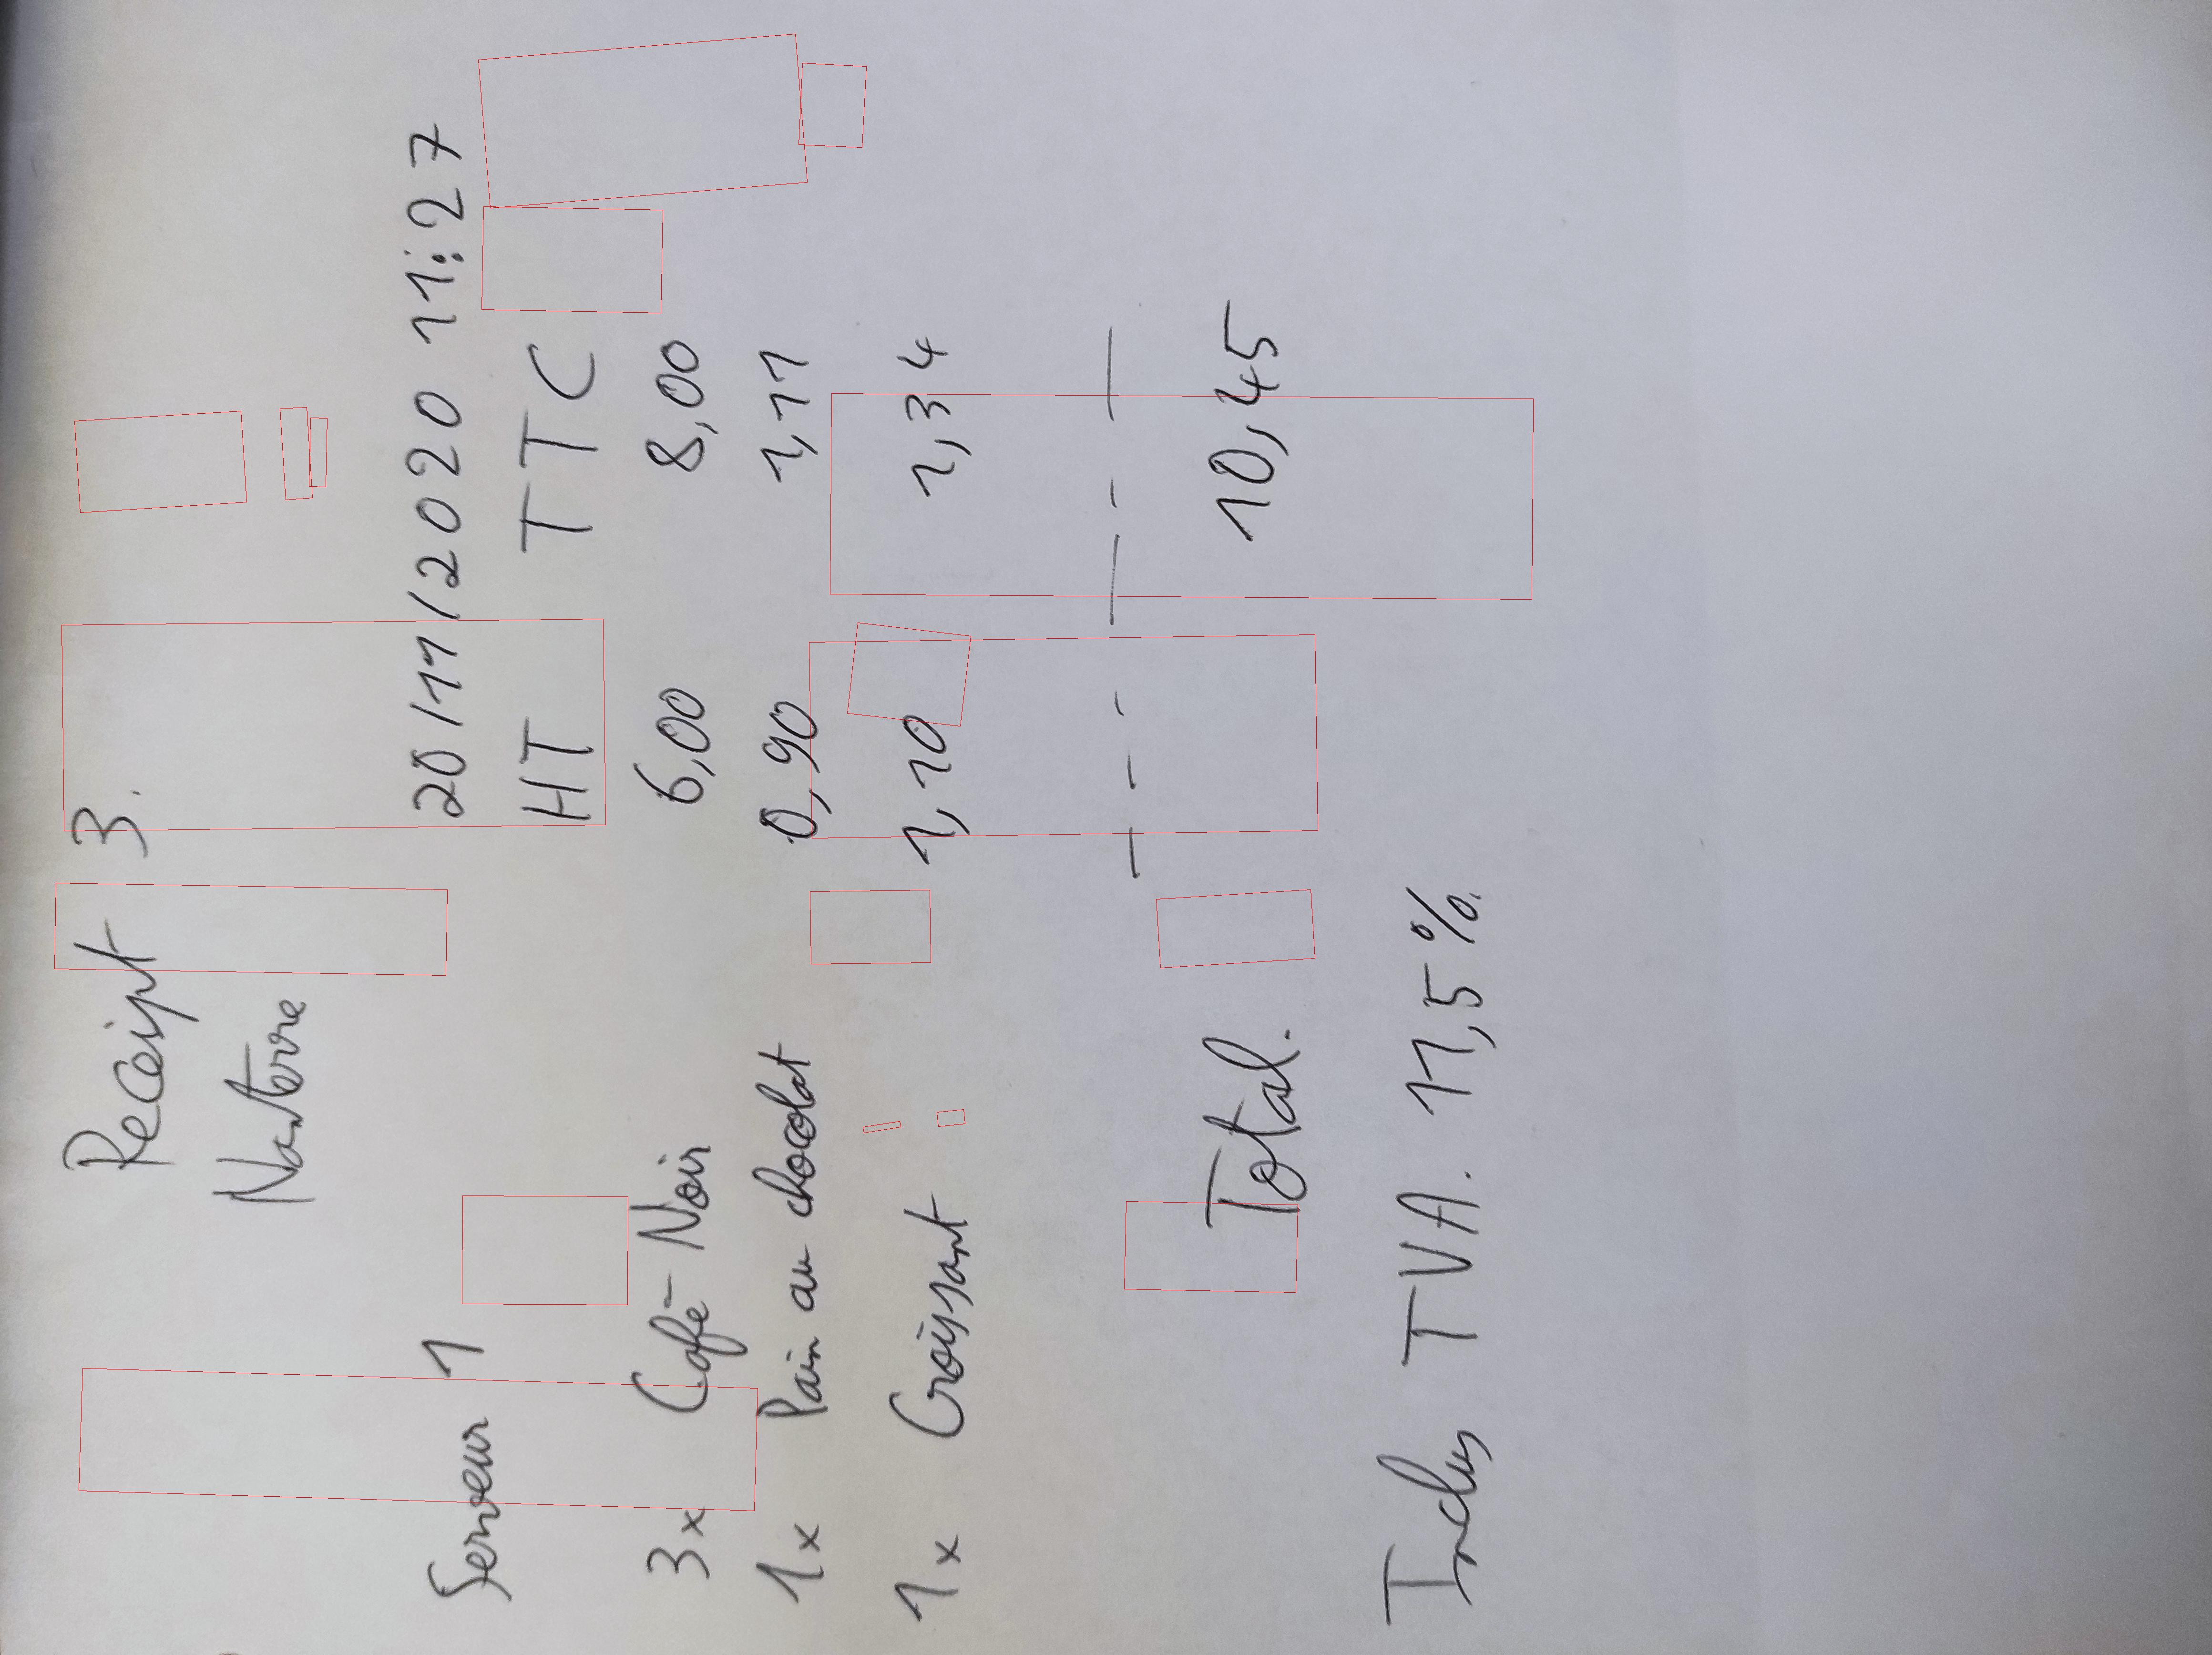 Receipt 3.
Nanterre
Serveur 1 20/11/2020 11:27
HT TTC
3x Café Noir 6,00 8,00
1x Pain au chocolat 0,90 1,11
1x Croissant 1,10 1,34
Total. 10,45
Inclus TVA. 11,5%.